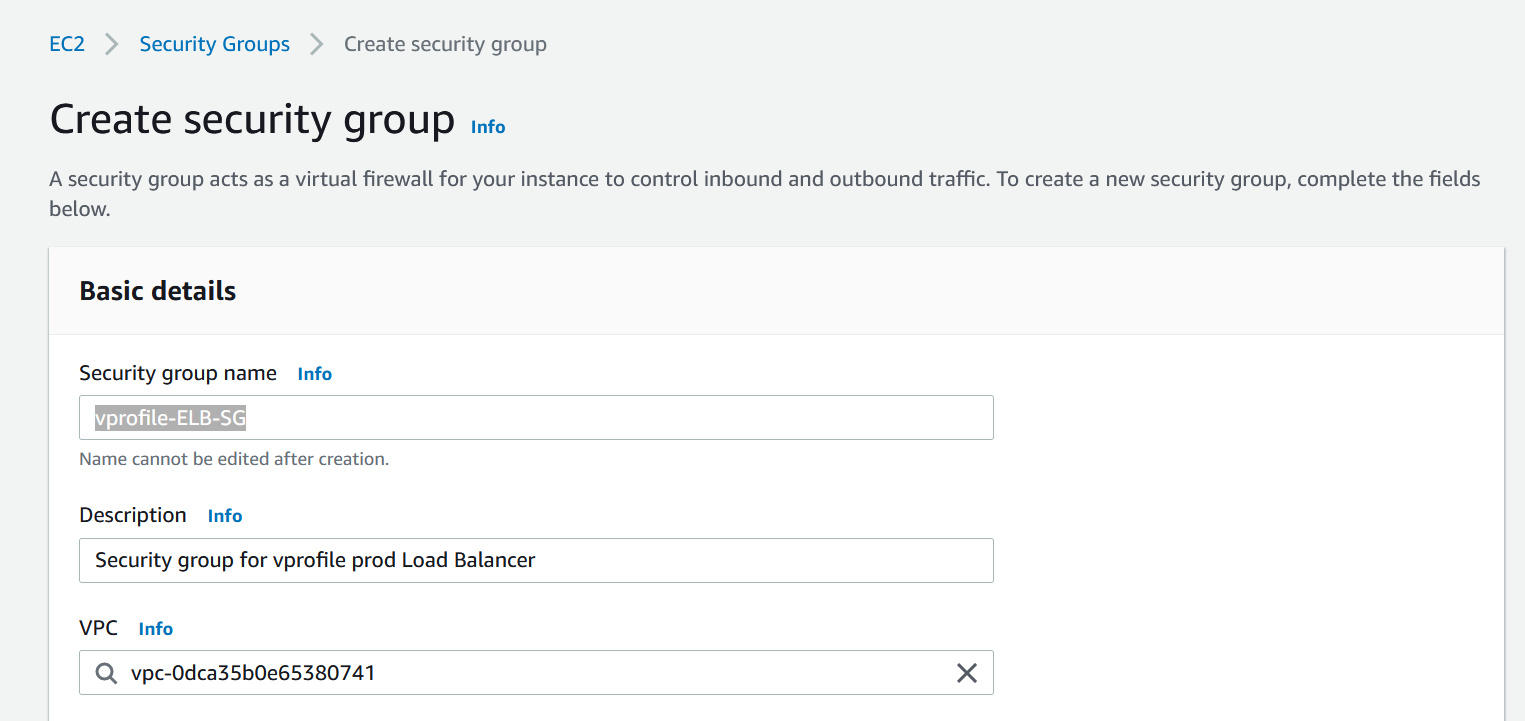 EC2 Security Groups Create security group
Create security group Info
A security group acts as a virtual firewall for your instance to control inbound and outbound traffic. To create a new security group, complete the fields
below.
Basic details
Security group name Info
vprofile-ELB-SG
Name cannot be edited after creation.
Description Info
Security group for vprofile prod Load Balancer
VPC Info
vpc-0dca35b0e65380741